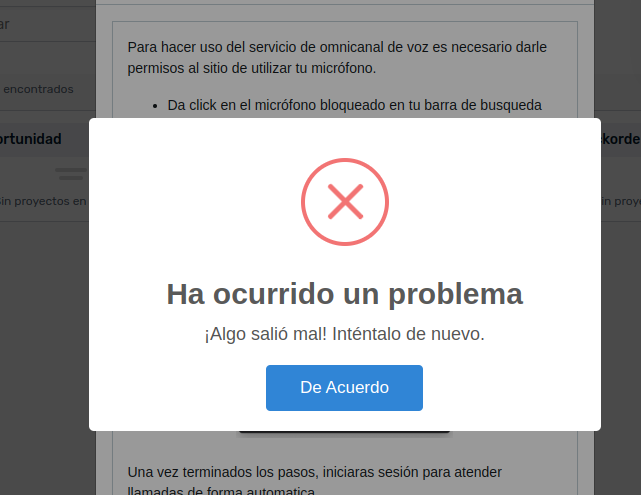 ar
Para hacer uso del servicio de omnicanal de voz es necesario darle
permisos al sitio de utilizar tu micrófono.
encontrados
• Da click en el micrófono bloqueado en tu barra de busqueda
ortunidad
skorde
Sin proyectos en
in proye
Ha ocurrido un problema
¡Algo salió mal! Inténtalo de nuevo.
De Acuerdo
Una vez terminados los pasos, iniciaras sesión para atender
llamadas de forma automatica